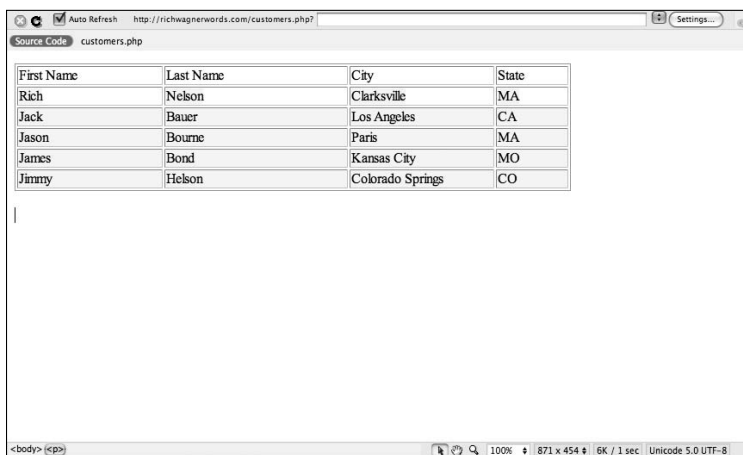 Auto Refresh http://richwagnerwords.com/customers.php? Settings...
Source Code customers.php
First Name Last Name City State
Rich Nelson Clarksville MA
Jack Bauer Los Angeles CA
Jason Bourne Paris MA
James Bond Kansas City MO
Jimmy Helson Colorado Springs CO
<body> <p> 100% 871 x 454 6K / 1 sec Unicode 5.0 UTF-8